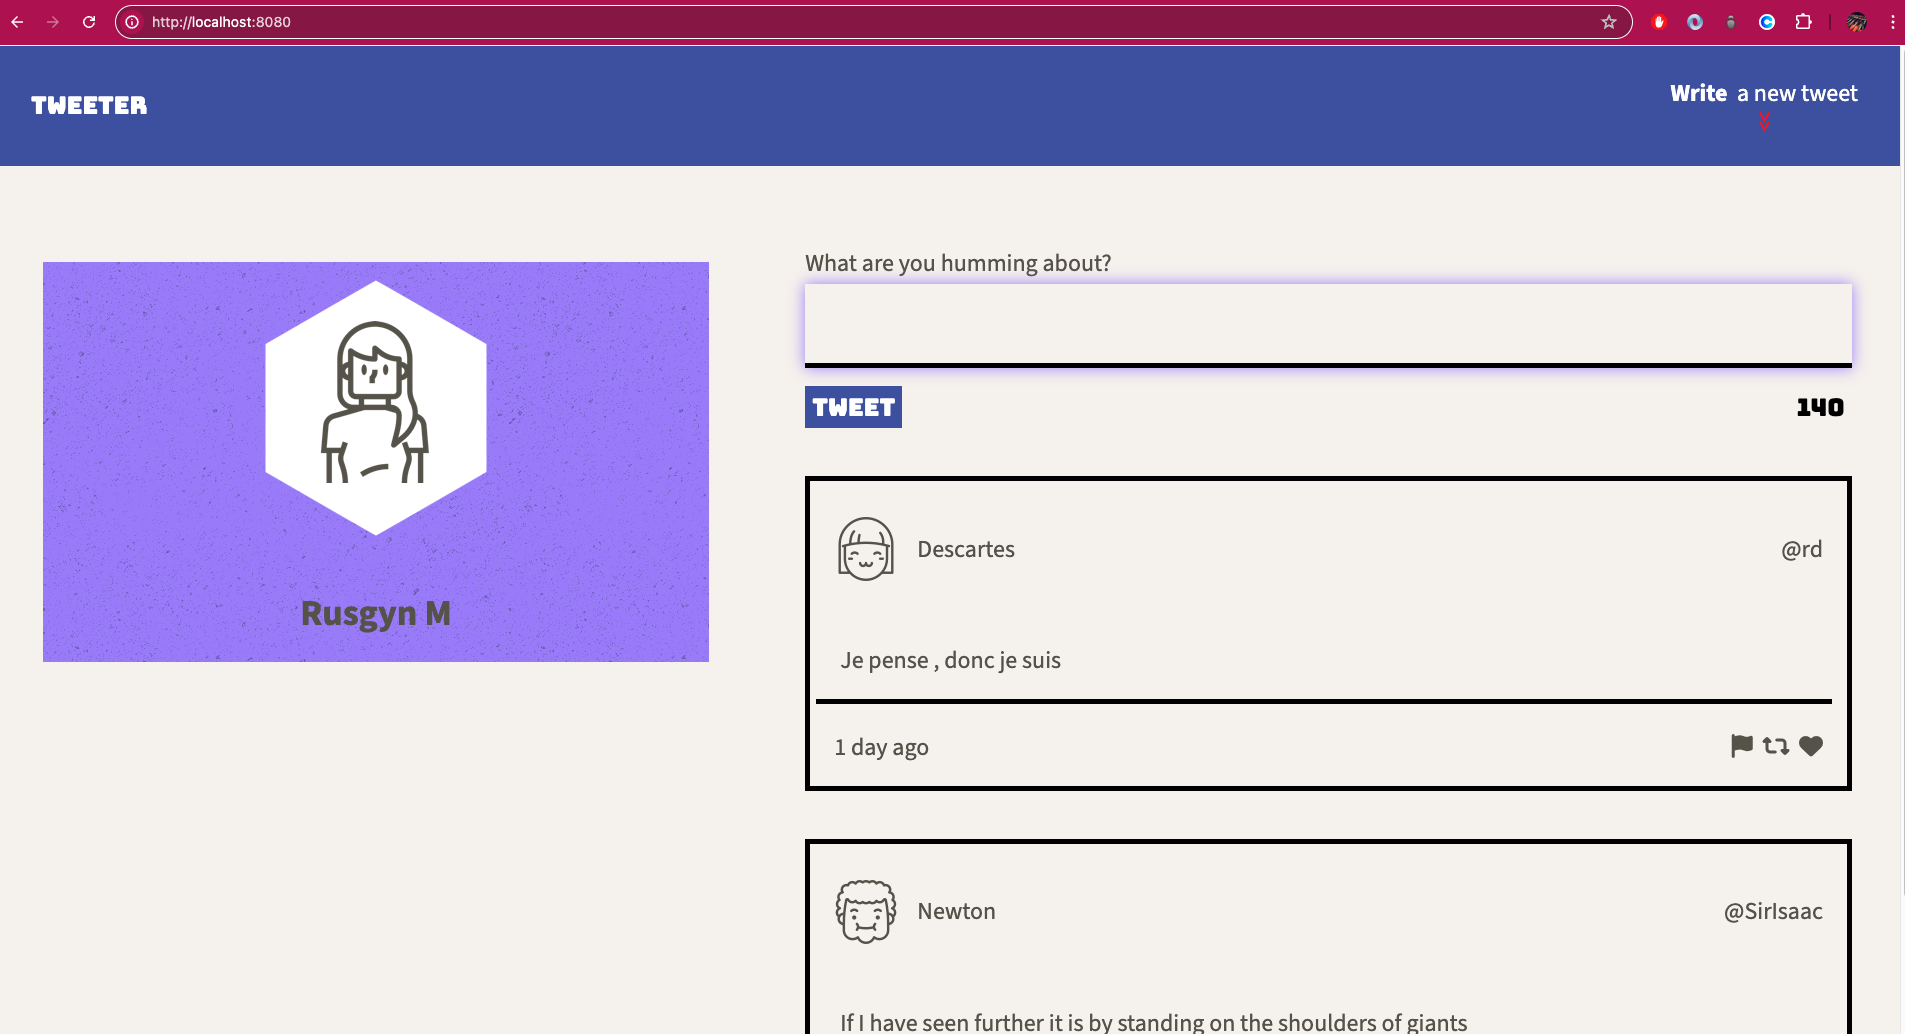 http://localhost:8080
TWEETER
Write a new tweet
Rusgyn M
What are you humming about?
TWEET
140
Descartes
@rd
Je pense , donc je suis
1 day ago
Newton
@SirIsaac
If I have seen further it is by standing on the shoulders of giants